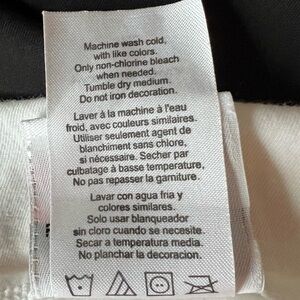 Machine wash cold,
with like colors.
Only non-chlorine bleach
when needed.
Tumble dry medium.
Do not iron decoration.
Laver à la machine à l'eau
froid, avec couleurs similaires.
Utiliser seulement agent de
blanchiment sans chlore,
si nécessaire. Secher par
culbatage à basse temperature,
No pas repasser la garniture.
Lavar con agua fria y
colores similares.
Solo usar blanqueador
sin cloro cuando se necesite.
Secar a temperatura media.
No planchar la decoracion.